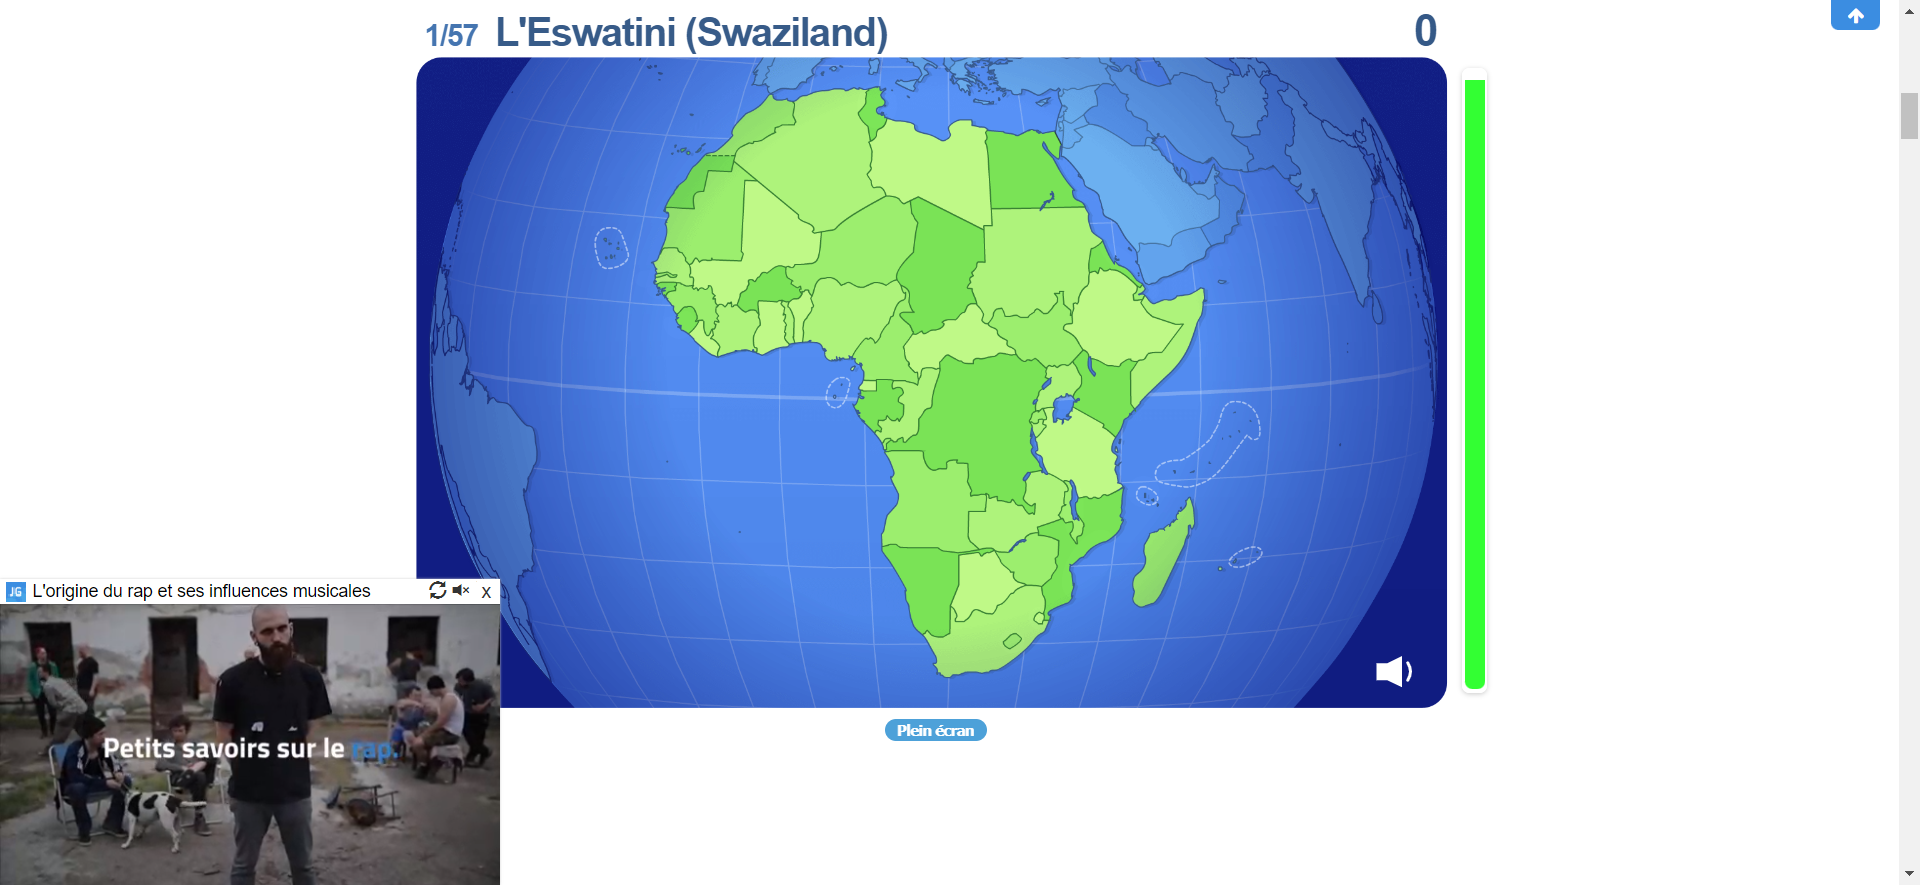 1/57 L'Eswatini (Swaziland) 0
Plein écran
JG L'origine du rap et ses influences musicales X
Petits savoirs sur le rap.